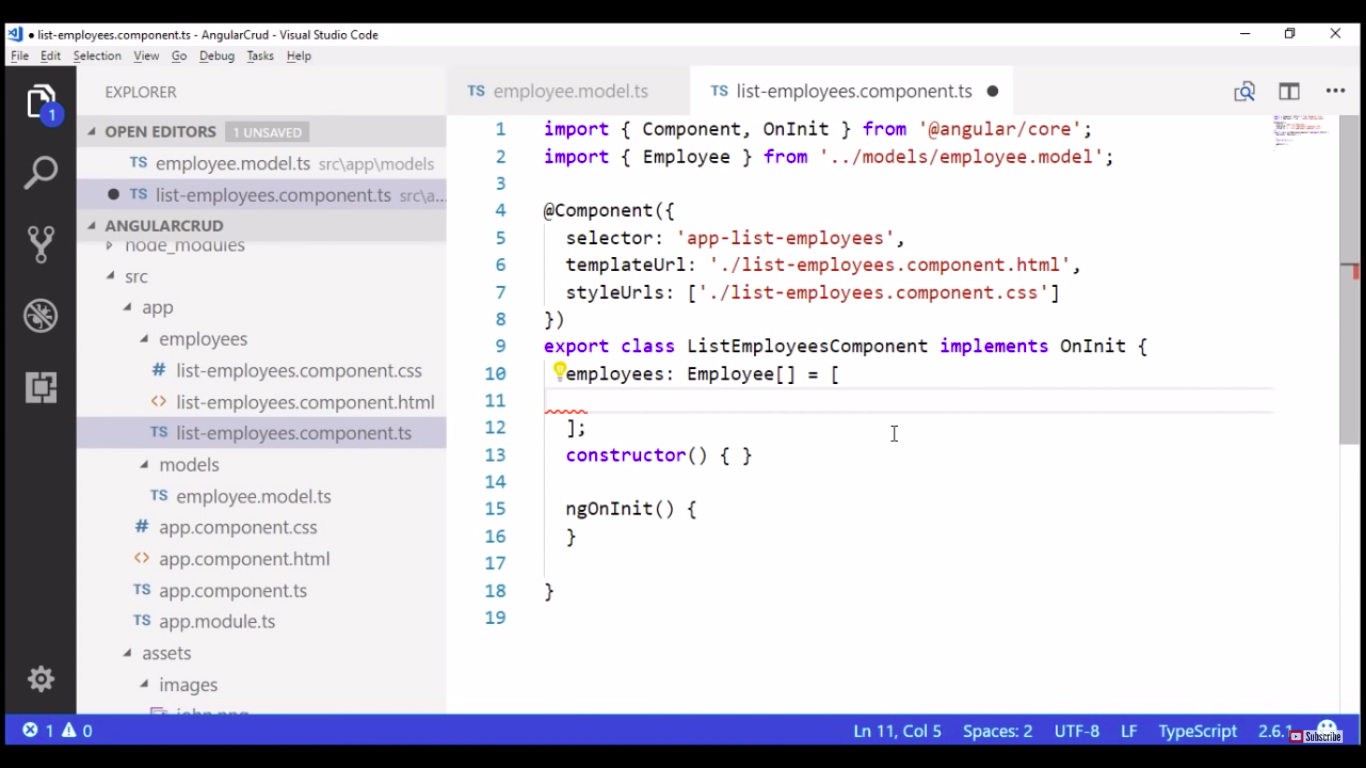 list-employees.component.ts - AngularCrud - Visual Studio Code
File Edit Selection View Go Debug Tasks Help
EXPLORER
1
OPEN EDITORS 1 UNSAVED
TS employee.model.ts src\app\models
● TS list-employees.component.ts src\a...
ANGULARCRUD
node_modules
src
app
employees
# list-employees.component.css
<> list-employees.component.html
TS list-employees.component.ts
models
TS employee.model.ts
# app.component.css
<> app.component.html
TS app.component.ts
TS app.module.ts
assets
images
TS employee.model.ts TS list-employees.component.ts ●
1 import { Component, OnInit } from '@angular/core';
2 import { Employee } from '../models/employee.model';
3
4 @Component({
5 selector: 'app-list-employees',
6 templateUrl: './list-employees.component.html',
7 styleUrls: ['./list-employees.component.css']
8 })
9 export class ListEmployeesComponent implements OnInit {
10 employees: Employee[] = [
11
12 ];
13 constructor() { }
14
15 ngOnInit() {
16 }
17
18 }
19
1 0 Ln 11, Col 5 Spaces: 2 UTF-8 LF TypeScript 2.6.1
Subscribe